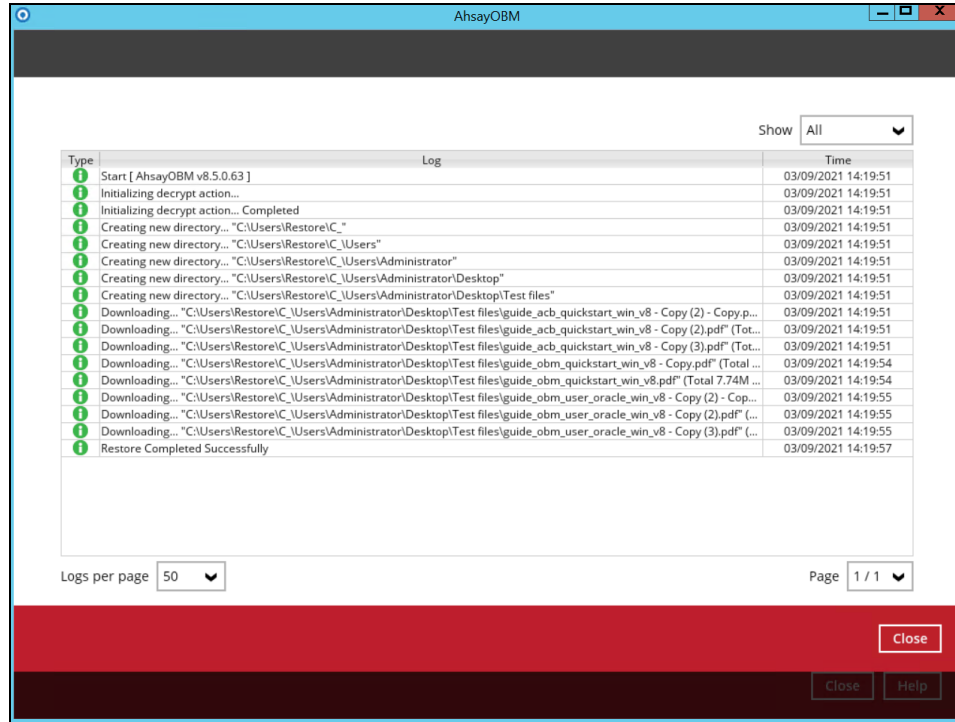 AhsayOBM
Show All
Type Log Time
Start [ AhsayOBM v8.5.0.63 ] 03/09/2021 14:19:51
Initializing decrypt action... 03/09/2021 14:19:51
Initializing decrypt action... Completed 03/09/2021 14:19:51
Creating new directory... "C:\Users\Restore\C_" 03/09/2021 14:19:51
Creating new directory... "C:\Users\Restore\C_\Users" 03/09/2021 14:19:51
Creating new directory... "C:\Users\Restore\C_\Users\Administrator" 03/09/2021 14:19:51
Creating new directory... "C:\Users\Restore\C_\Users\Administrator\Desktop" 03/09/2021 14:19:51
Creating new directory... "C:\Users\Restore\C_\Users\Administrator\Desktop\Test files" 03/09/2021 14:19:51
Downloading... "C:\Users\Restore\C_\Users\Administrator\Desktop\Test files\guide_acb_quickstart_win_v8 - Copy (2) - Copy.p... 03/09/2021 14:19:51
Downloading... "C:\Users\Restore\C_\Users\Administrator\Desktop\Test files\guide_acb_quickstart_win_v8 - Copy (2).pdf" (Tot... 03/09/2021 14:19:51
Downloading... "C:\Users\Restore\C_\Users\Administrator\Desktop\Test files\guide_acb_quickstart_win_v8 - Copy (3).pdf" (Tot... 03/09/2021 14:19:51
Downloading... "C:\Users\Restore\C_\Users\Administrator\Desktop\Test files\guide_obm_quickstart_win_v8 - Copy.pdf" (Total ... 03/09/2021 14:19:54
Downloading... "C:\Users\Restore\C_\Users\Administrator\Desktop\Test files\guide_obm_quickstart_win_v8.pdf" (Total 7.74M ... 03/09/2021 14:19:54
Downloading... "C:\Users\Restore\C_\Users\Administrator\Desktop\Test files\guide_obm_user_oracle_win_v8 - Copy (2) - Cop... 03/09/2021 14:19:55
Downloading... "C:\Users\Restore\C_\Users\Administrator\Desktop\Test files\guide_obm_user_oracle_win_v8 - Copy (2).pdf" (... 03/09/2021 14:19:55
Downloading... "C:\Users\Restore\C_\Users\Administrator\Desktop\Test files\guide_obm_user_oracle_win_v8 - Copy (3).pdf" (... 03/09/2021 14:19:55
Restore Completed Successfully 03/09/2021 14:19:57
Logs per page 50 Page 1 / 1
Close
Close Help